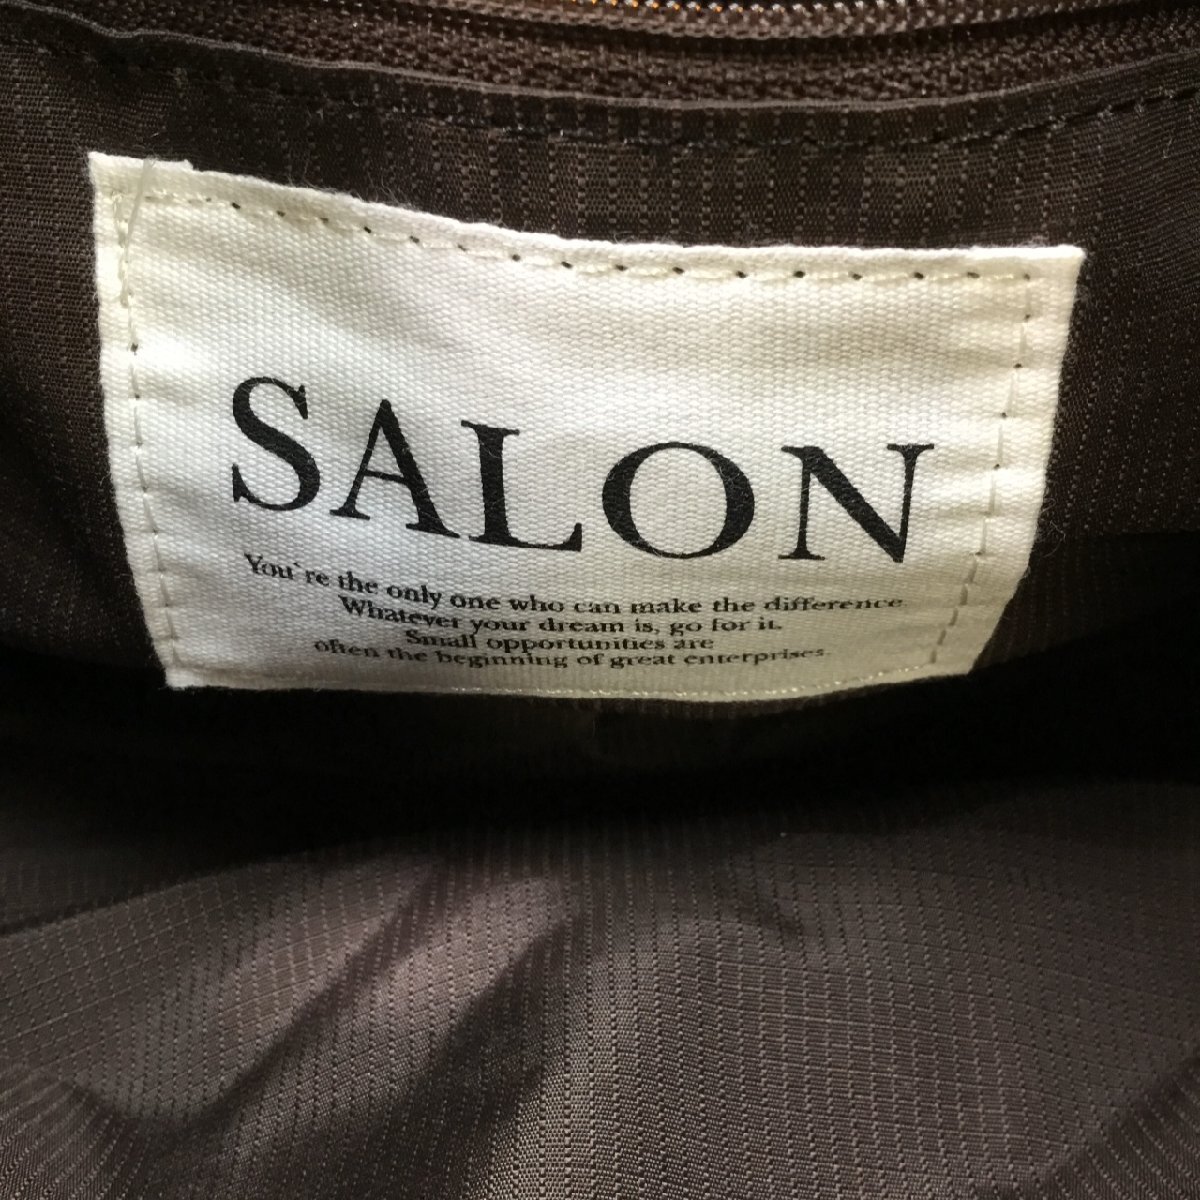 SALON
You`re the only one who can make the difference.
Whatever your dream is, go for it.
Small opportunities are
often the beginning of great enterprises.